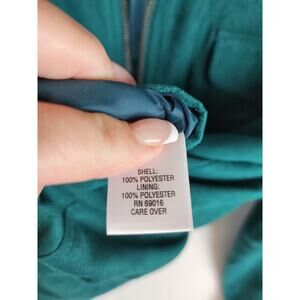 SHELL:
100% POLYESTER
LINING:
100% POLYESTER
RN 69016
CARE OVER